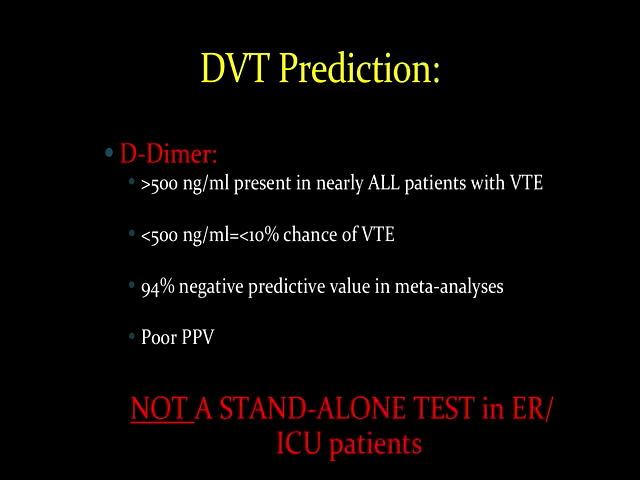 DVT Prediction:
• D-Dimer:
• >500 ng/ml present in nearly ALL patients with VTE
• <500 ng/ml=<10% chance of VTE
• 94% negative predictive value in meta-analyses
• Poor PPV
NOT A STAND-ALONE TEST in ER/
ICU patients